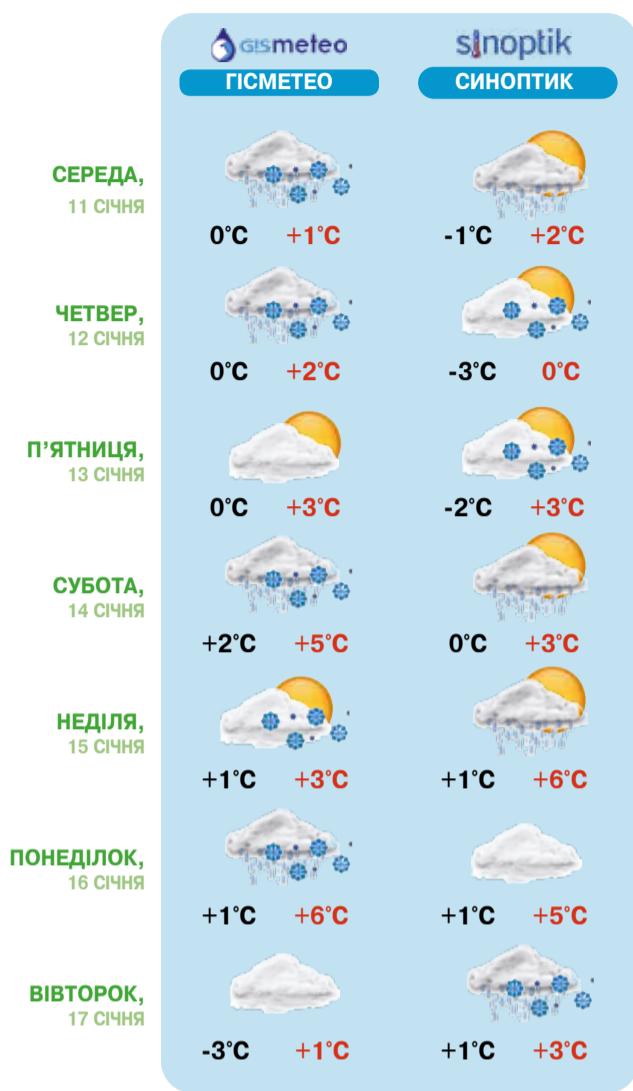 GISMETEO sinoptik
ГІСМЕТЕО СИНОПТИК
СЕРЕДА,
11 СІЧНЯ
0°C +1°C -1°C +2°C
ЧЕТВЕР,
12 СІЧНЯ
0°C +2°C -3°C 0°C
П’ЯТНИЦЯ,
13 СІЧНЯ
0°C +3°C -2°C +3°C
СУБОТА,
14 СІЧНЯ
+2°C +5°C 0°C +3°C
НЕДІЛЯ,
15 СІЧНЯ
+1°C +3°C +1°C +6°C
ПОНЕДІЛОК,
16 СІЧНЯ
+1°C +6°C +1°C +5°C
ВІВТОРОК,
17 СІЧНЯ
-3°C +1°C +1°C +3°C